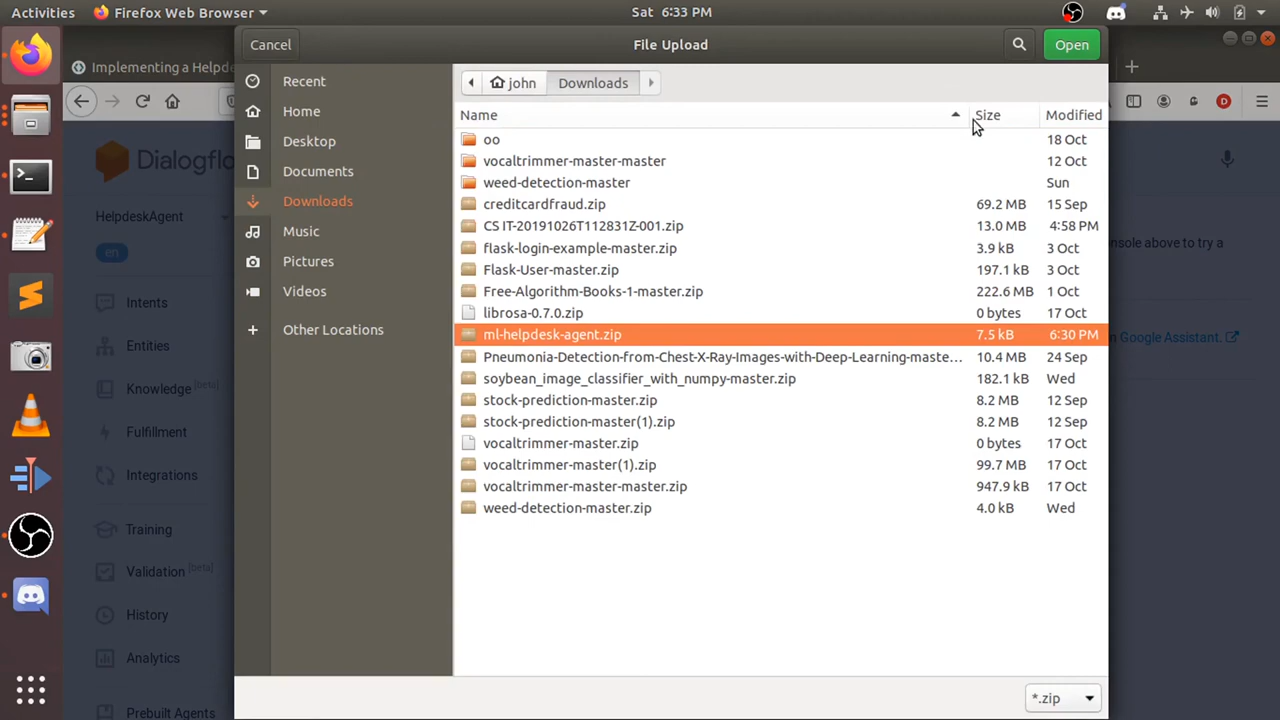 Activities Firefox Web Browser Sat 6:33 PM
Cancel File Upload Open
Implementing a Helpde
john Downloads
Name Size Modified
Recent
Home
Desktop
Documents
Downloads
Music
Pictures
Videos
Other Locations
oo 18 Oct
vocaltrimmer-master-master 12 Oct
weed-detection-master Sun
creditcardfraud.zip 69.2 MB 15 Sep
CS IT-20191026T112831Z-001.zip 13.0 MB 4:58 PM
flask-login-example-master.zip 3.9 kB 3 Oct
Flask-User-master.zip 197.1 kB 3 Oct
Free-Algorithm-Books-1-master.zip 222.6 MB 1 Oct
librosa-0.7.0.zip 0 bytes 17 Oct
ml-helpdesk-agent.zip 7.5 kB 6:30 PM
Pneumonia-Detection-from-Chest-X-Ray-Images-with-Deep-Learning-maste… 10.4 MB 24 Sep
soybean_image_classifier_with_numpy-master.zip 182.1 kB Wed
stock-prediction-master.zip 8.2 MB 12 Sep
stock-prediction-master(1).zip 8.2 MB 12 Sep
vocaltrimmer-master.zip 0 bytes 17 Oct
vocaltrimmer-master(1).zip 99.7 MB 17 Oct
vocaltrimmer-master-master.zip 947.9 kB 17 Oct
weed-detection-master.zip 4.0 kB Wed
*.zip
Dialogfl
HelpdeskAgent
en
Intents
Entities
Knowledge [beta]
Fulfillment
Integrations
Training
Validation [beta]
History
Analytics
Prebuilt Agents
onsole above to try a
n Google Assistant.